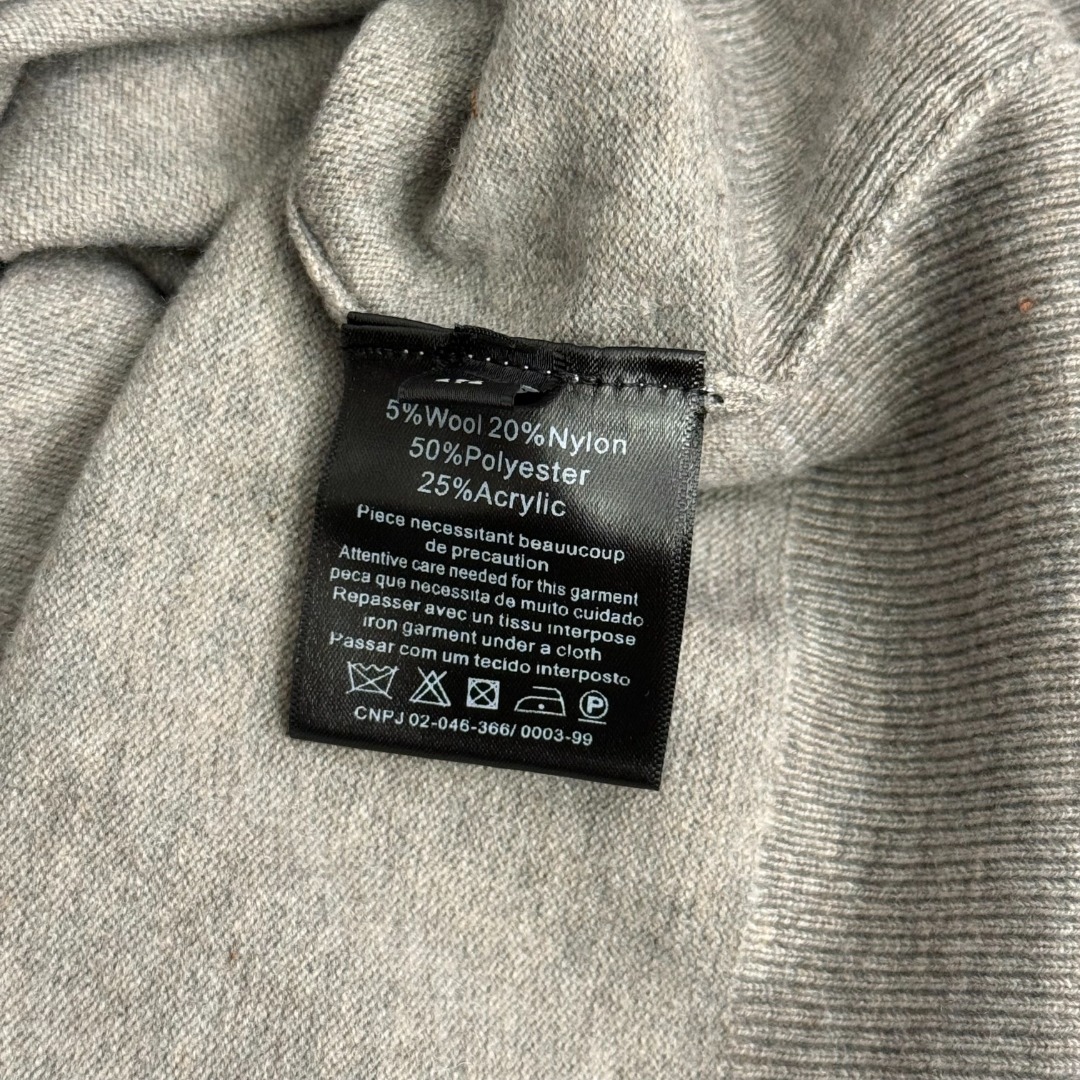 5%Wool 20%Nylon
50%Polyester
25%Acrylic
Piece necessitant beauucoup
de precaution
Attentive care needed for this garment
peca que necessita de muito cuidado
Repasser avec un tissu interpose
iron garment under a cloth
Passar com um tecido interposto
P
CNPJ 02-046-366/ 0003-99